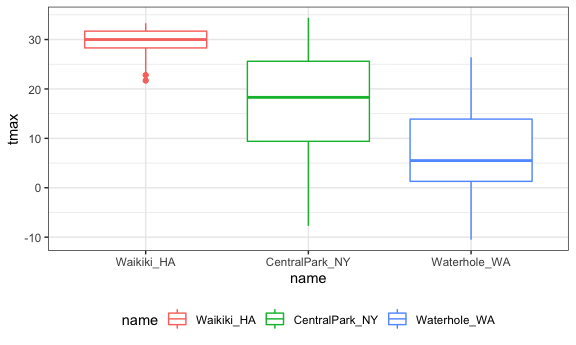 tmax
30
20
10
0
-10
Waikiki_HA CentralPark_NY Waterhole_WA
name
name Waikiki_HA CentralPark_NY Waterhole_WA